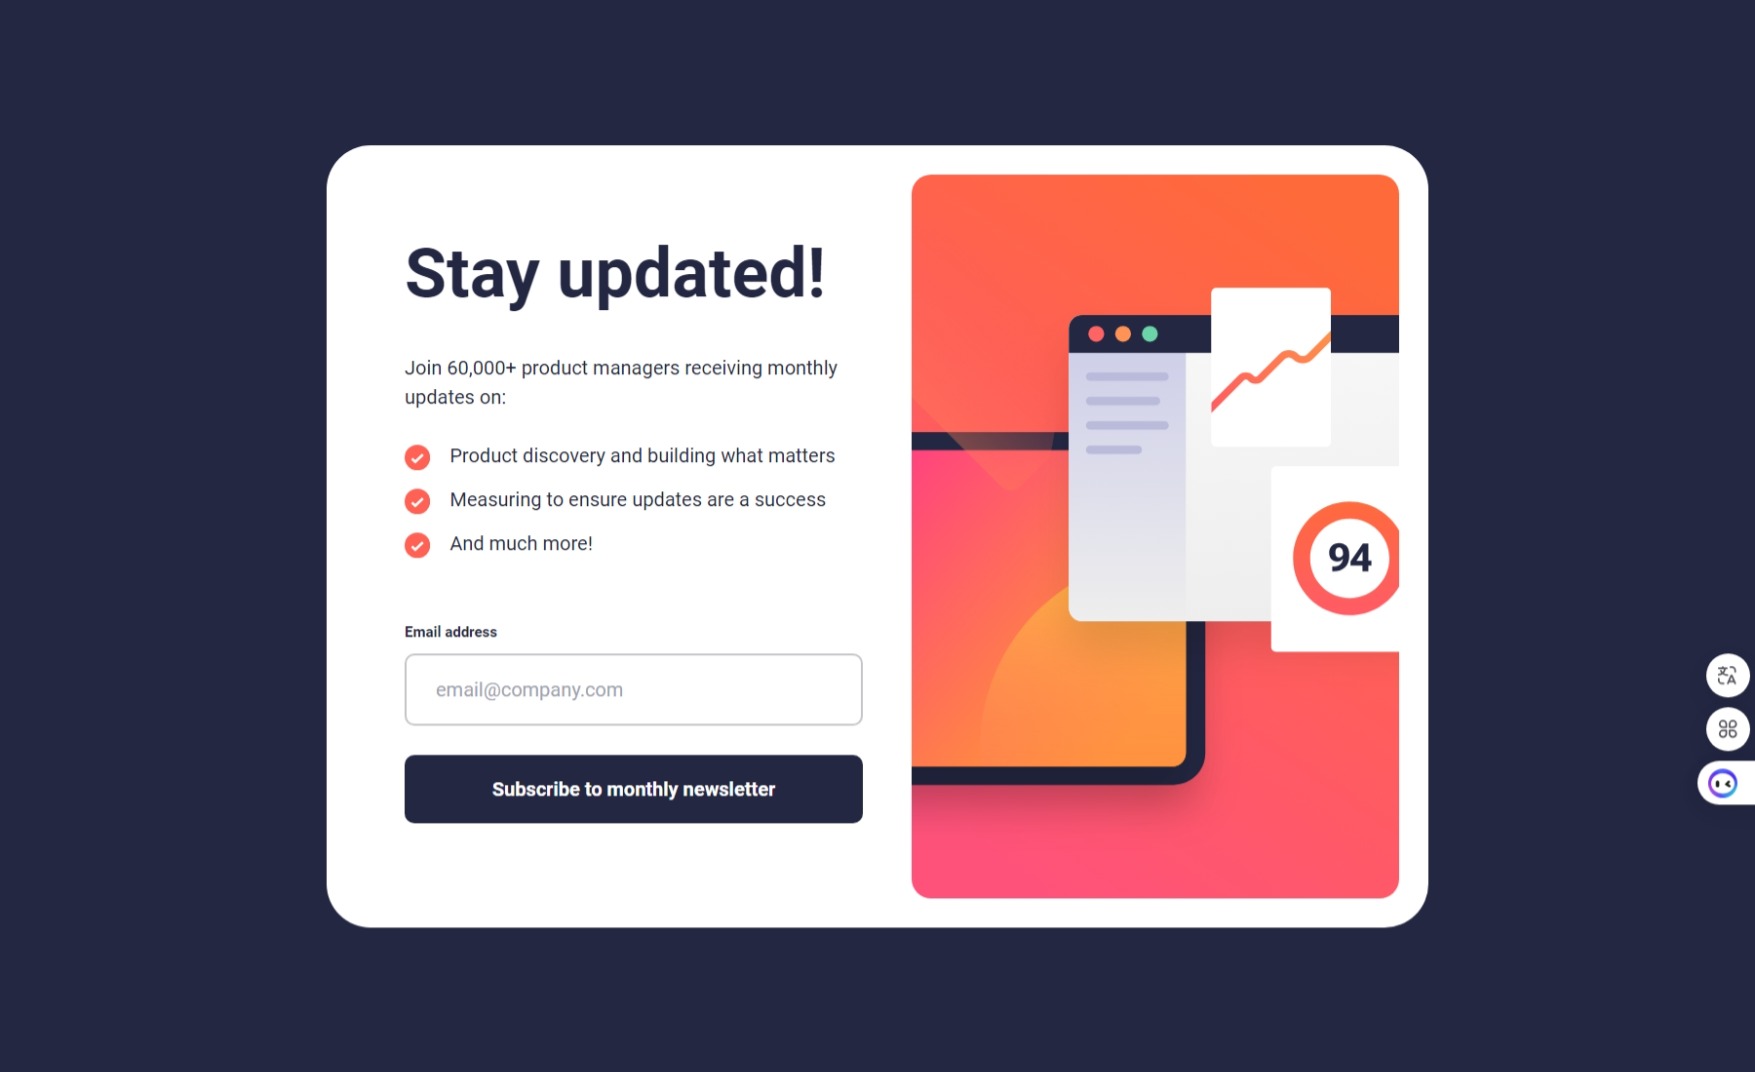 Stay updated!
Join 60,000+ product managers receiving monthly
updates on:
Product discovery and building what matters
Measuring to ensure updates are a success
And much more!
Email address
email@company.com
Subscribe to monthly newsletter
94